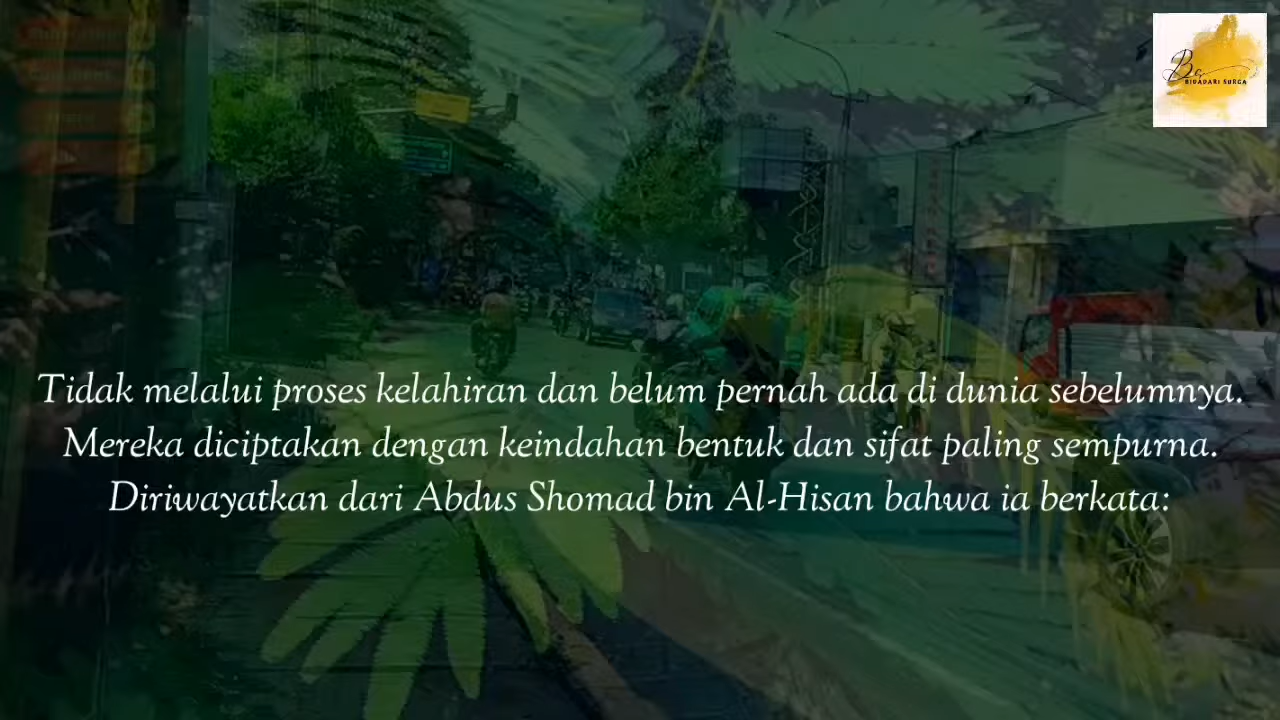 BIDADARI SURGA
Tidak melalui proses kelahiran dan belum pernah ada di dunia sebelumnya.
Mereka diciptakan dengan keindahan bentuk dan sifat paling sempurna.
Diriwayatkan dari Abdus Shomad bin Al-Hisan bahwa ia berkata: